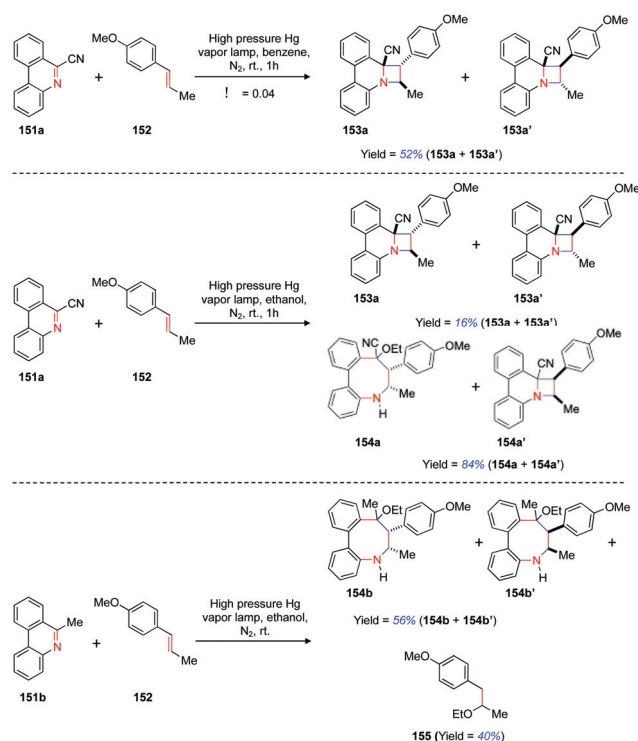 MeO
CN
N
Me
151a
+
152
High pressure Hg
vapor lamp, benzene,
N2, rt., 1h
! = 0.04
OMe
CN
N
Me
153a
+
OMe
CN
N
Me
153a'
Yield = 52% (153a + 153a')
MeO
CN
N
Me
151a
+
152
High pressure Hg
vapor lamp, ethanol,
N2, rt., 1h
OMe
CN
N
Me
153a
+
OMe
CN
N
Me
153a'
Yield = 16% (153a + 153a')
NC
OEt
OMe
Me
N
H
154a
+
OMe
CN
N
Me
154a'
Yield = 84% (154a + 154a')
MeO
Me
N
Me
151b
+
152
High pressure Hg
vapor lamp, ethanol,
N2, rt.
Me
OEt
OMe
Me
N
H
154b
+
Me
OEt
OMe
Me
N
H
154b'
+
Yield = 56% (154b + 154b')
MeO
EtO
Me
155 (Yield = 40%)